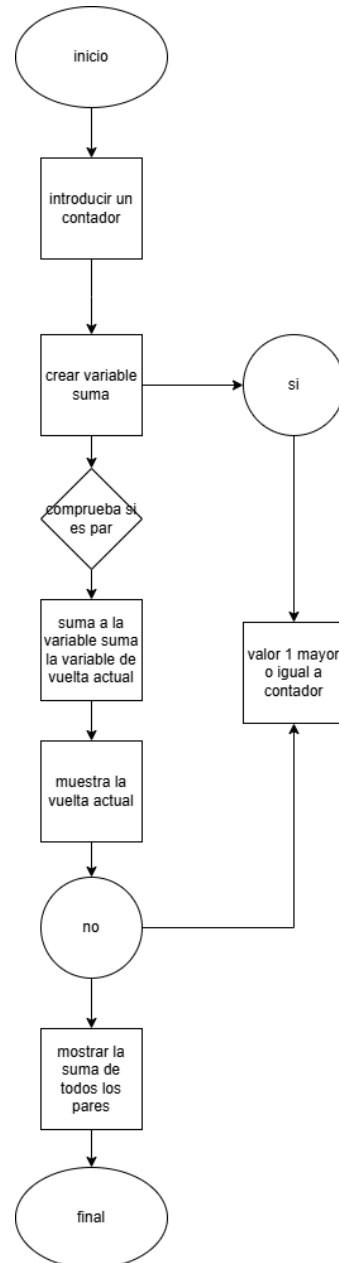 inicio
introducir un
contador
crear variable
suma
si
comprueba si
es par
suma a la
variable suma
la variable de
vuelta actual
valor 1 mayor
o igual a
contador
muestra la
vuelta actual
no
mostrar la
suma de
todos los
pares
final